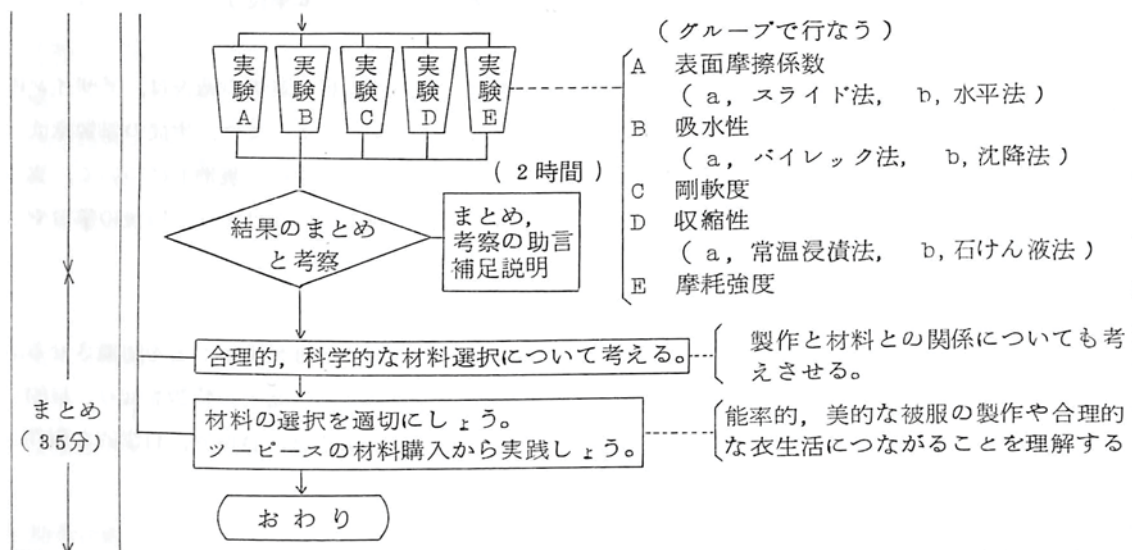 (グループで行なう)
実験A
実験B
実験C
実験D
実験E
A 表面摩擦係数
(a, スライド法, b, 水平法)
B 吸水性
(a, バイレック法, b, 沈降法)
C 剛軟度
D 収縮性
(a, 常温浸漬法, b, 石けん液法)
E 摩耗強度
(2時間)
結果のまとめ
と考察
まとめ,
考察の助言
補足説明
合理的, 科学的な材料選択について考える。
製作と材料との関係についても考
えさせる。
まとめ
(35分)
材料の選択を適切にしょう。
ツーピースの材料購入から実践しょう。
能率的, 美的な被服の製作や合理的
な衣生活につながることを理解する
おわり